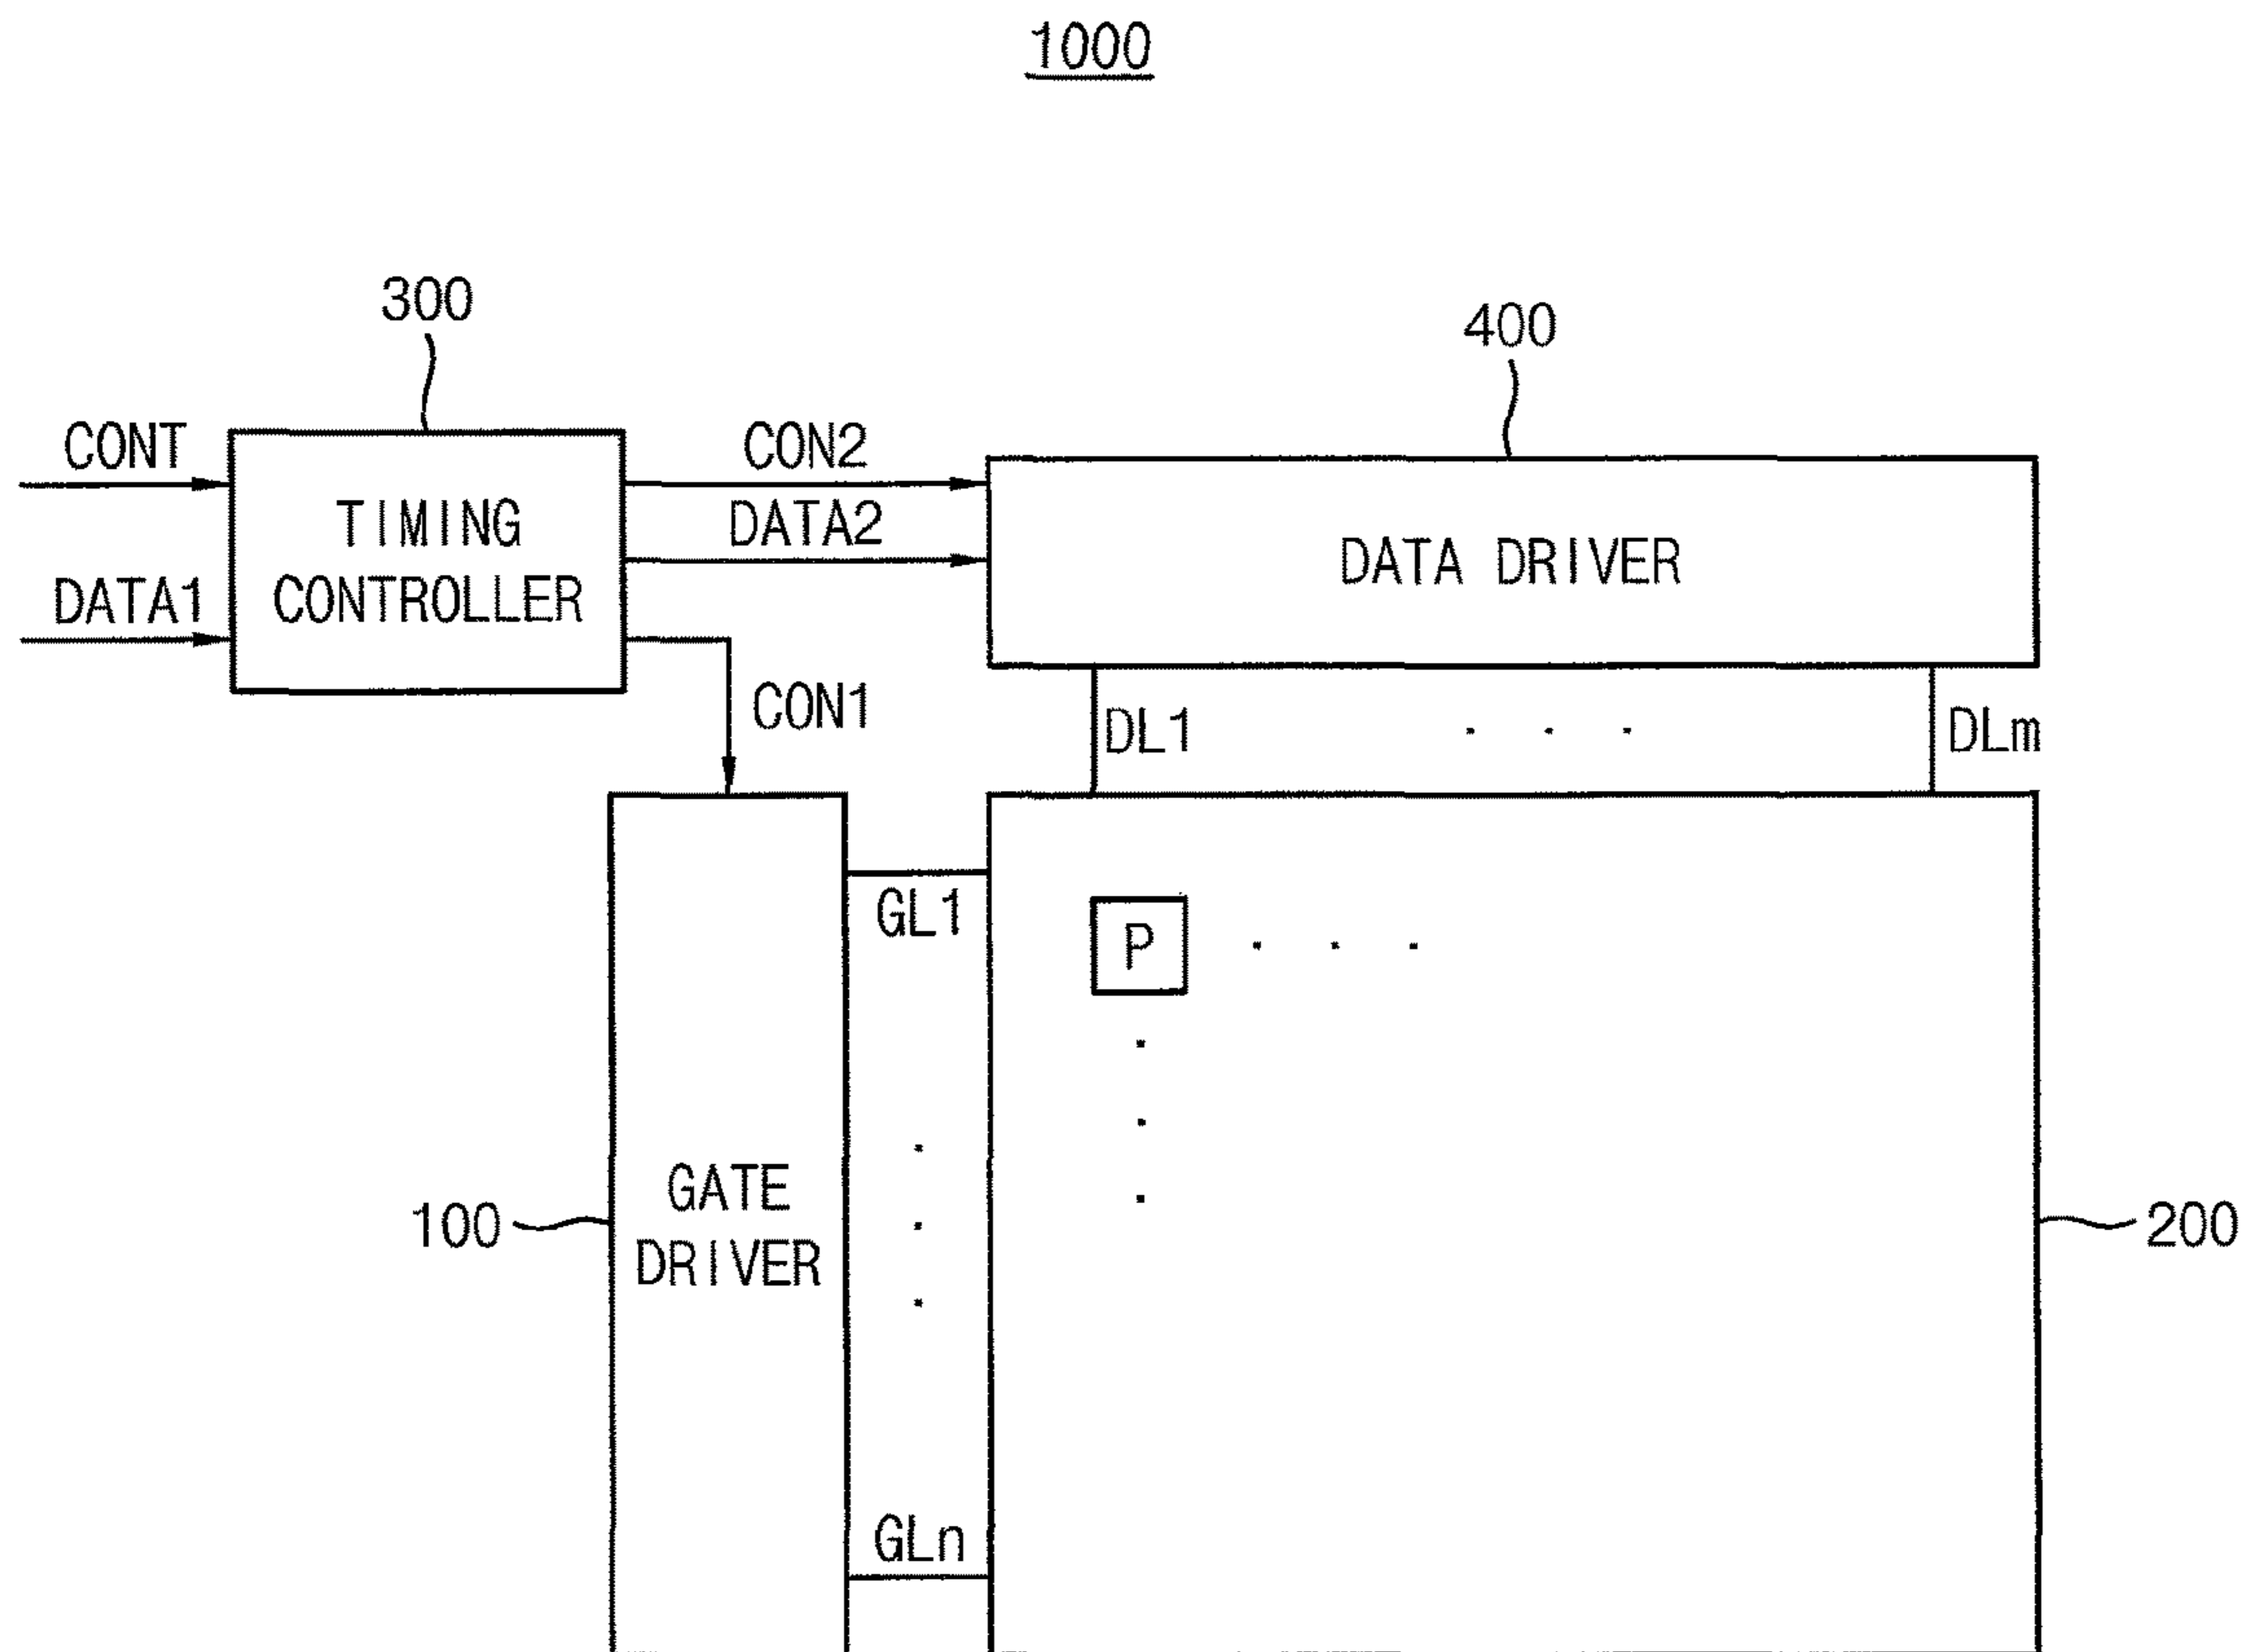 1000
300
400
CONT
CON2
TIMING
DATA2
DATA DRIVER
DATA1
CONTROLLER
CON1
DL1
. . .
DLm
GL1
P
. . .
GATE
100
200
DRIVER
GLn